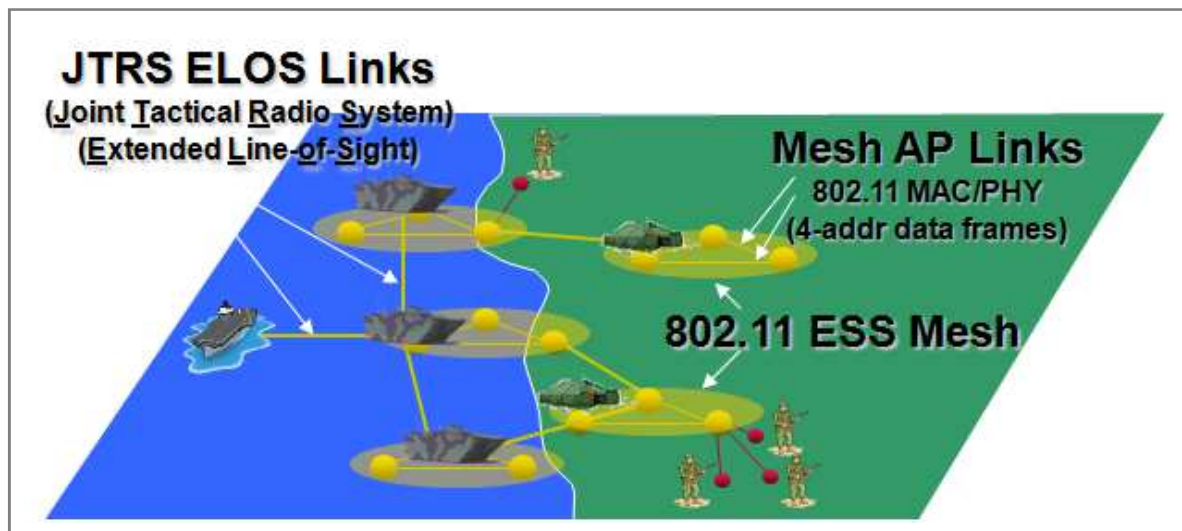 JTRS ELOS Links
(Joint Tactical Radio System)
(Extended Line-of-Sight)
Mesh AP Links
802.11 MAC/PHY
(4-addr data frames)
802.11 ESS Mesh